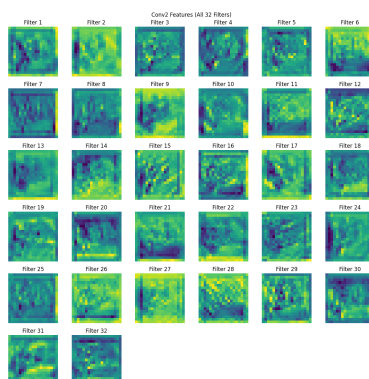 Conv2 Features (All 32 Filters)
Filter 1 Filter 2 Filter 3 Filter 4 Filter 5 Filter 6
Filter 7 Filter 8 Filter 9 Filter 10 Filter 11 Filter 12
Filter 13 Filter 14 Filter 15 Filter 16 Filter 17 Filter 18
Filter 19 Filter 20 Filter 21 Filter 22 Filter 23 Filter 24
Filter 25 Filter 26 Filter 27 Filter 28 Filter 29 Filter 30
Filter 31 Filter 32